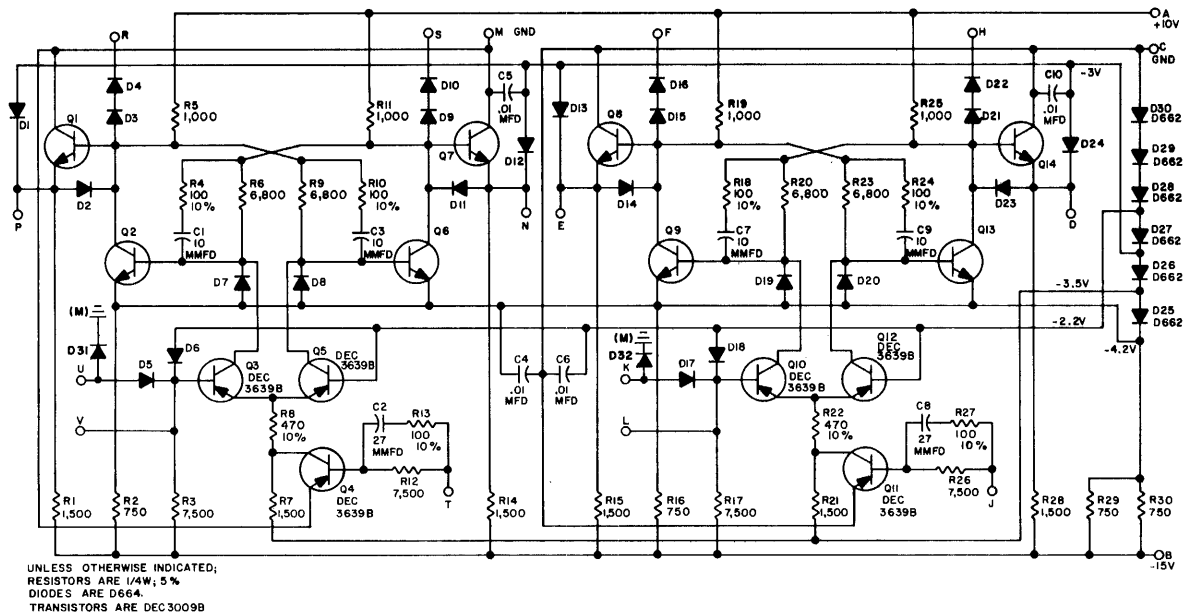 A
+10V
R
S
M GND
F
H
C
GND
D4
D10
C5
.01
MFD
D16
D22
C10
.01
MFD
-3V
D1
Q1
D3
R5
1,000
R11
1,000
D9
Q7
D12
D13
Q8
D15
R19
1,000
R25
1,000
D21
Q14
D24
D30
D662
D29
D662
D28
D662
D27
D662
D26
D662
D25
D662
D2
R4
100
10%
R6
6,800
R9
6,800
R10
100
10%
D11
D14
R18
100
10%
R20
6,800
R23
6,800
R24
100
10%
D23
P
N
E
D
Q2
C1
10
MMFD
C3
10
MMFD
Q6
Q9
C7
10
MMFD
C9
10
MMFD
Q13
D7
D8
D19
D20
-3.5V
-2.2V
-4.2V
(M)
D31
U
D5
D6
Q3
DEC
3639B
Q5
DEC
3639B
C4
.01
MFD
C6
.01
MFD
(M)
D32
K
D17
D18
Q10
DEC
3639B
Q12
DEC
3639B
V
R8
470
10%
C2
27
MMFD
R13
100
10%
L
R22
470
10%
C8
27
MMFD
R27
100
10%
R12
7,500
T
R26
7,500
J
Q4
DEC
3639B
Q11
DEC
3639B
R1
1,500
R2
750
R3
7,500
R7
1,500
R14
1,500
R15
1,500
R16
750
R17
7,500
R21
1,500
R28
1,500
R29
750
R30
750
B
-15V
UNLESS OTHERWISE INDICATED;
RESISTORS ARE 1/4W; 5%
DIODES ARE D664.
TRANSISTORS ARE DEC3009B